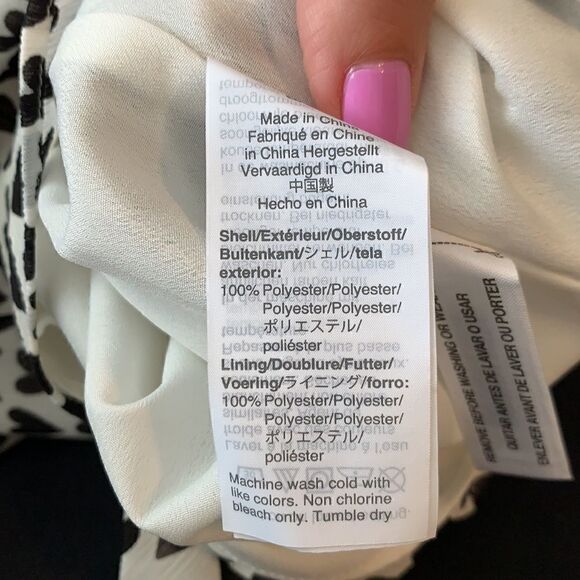 Made in China
Fabriqué en Chine
in China Hergestellt
Vervaardigd in China
中国製
Hecho en China
Shell/Extérieur/Oberstoff/
Buitenkant/シェル/tela
exterior:
100% Polyester/Polyester/
Polyester/Polyester/
ポリエステル/
poliéster
Lining/Doublure/Futter/
Voering/ライニング/forro:
100% Polyester/Polyester/
Polyester/Polyester/
ポリエステル/
poliéster
Machine wash cold with
like colors. Non chlorine
bleach only. Tumble dry
REMOVE BEFORE WASHING OR WEAR
QUITAR ANTES DE LAVAR O USAR
ENLEVER AVANT DE LAVER OU PORTER